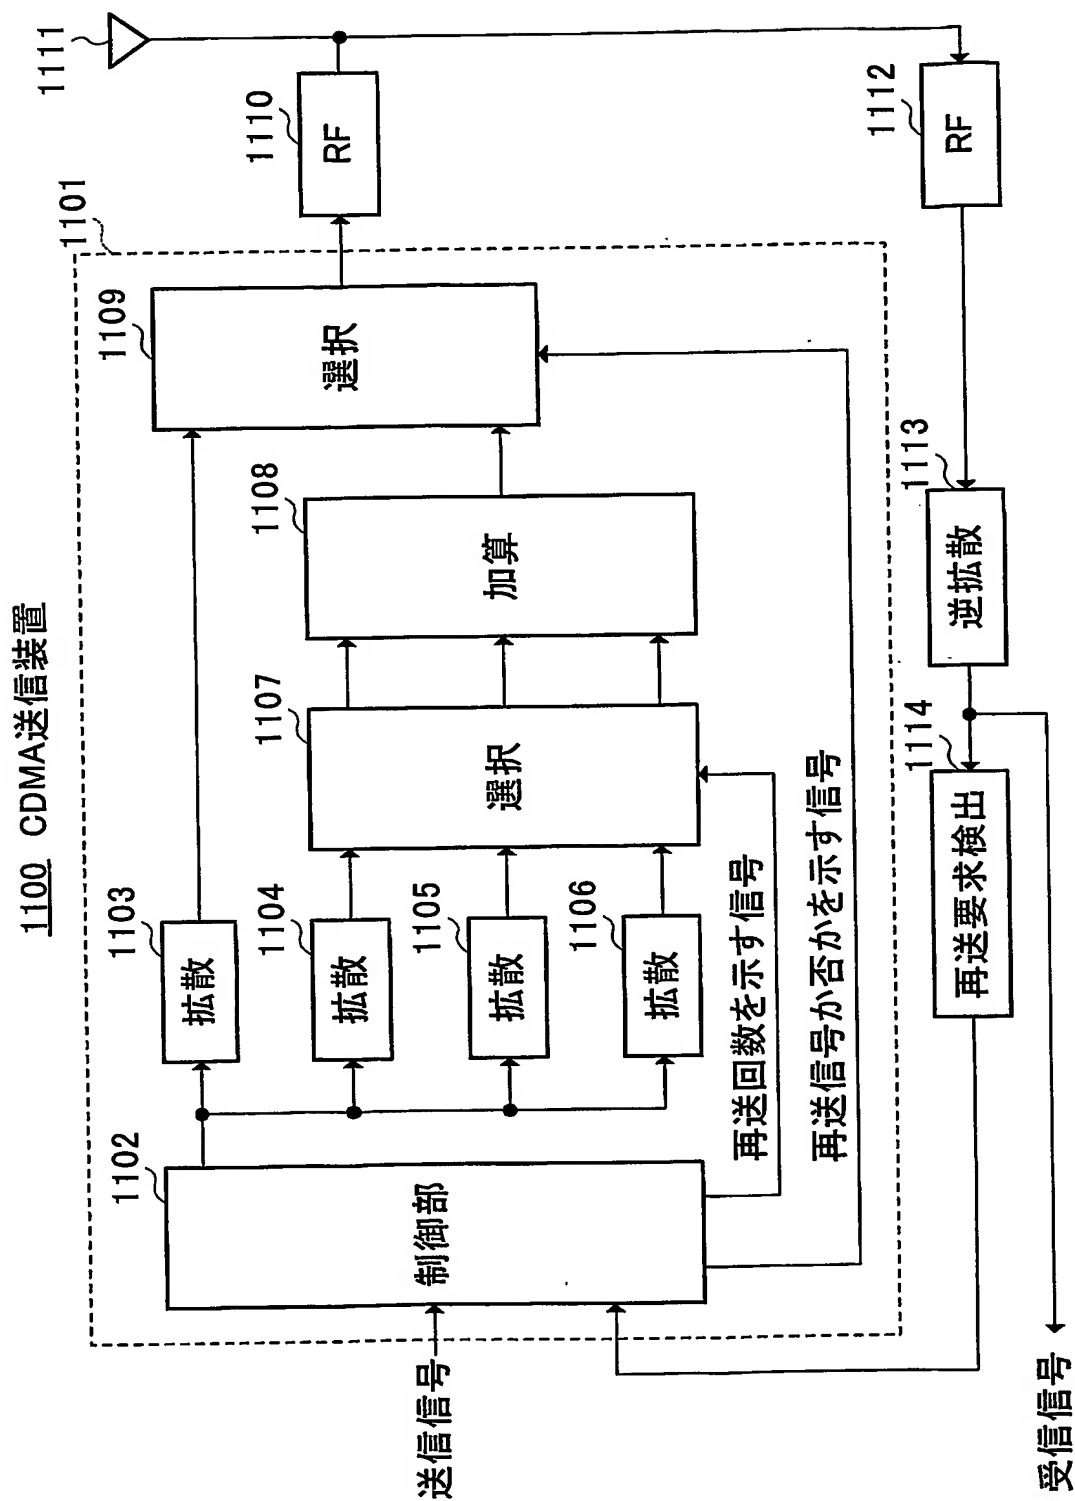 1100 CDMA送信装置
1101
送信信号
1102
制御部
1103
拡散
1104
拡散
1105
拡散
1106
拡散
1107
選択
1108
加算
1109
選択
1110
RF
1111
再送回数を示す信号
再送信号か否かを示す信号
1112
RF
1113
逆拡散
1114
再送要求検出
受信信号